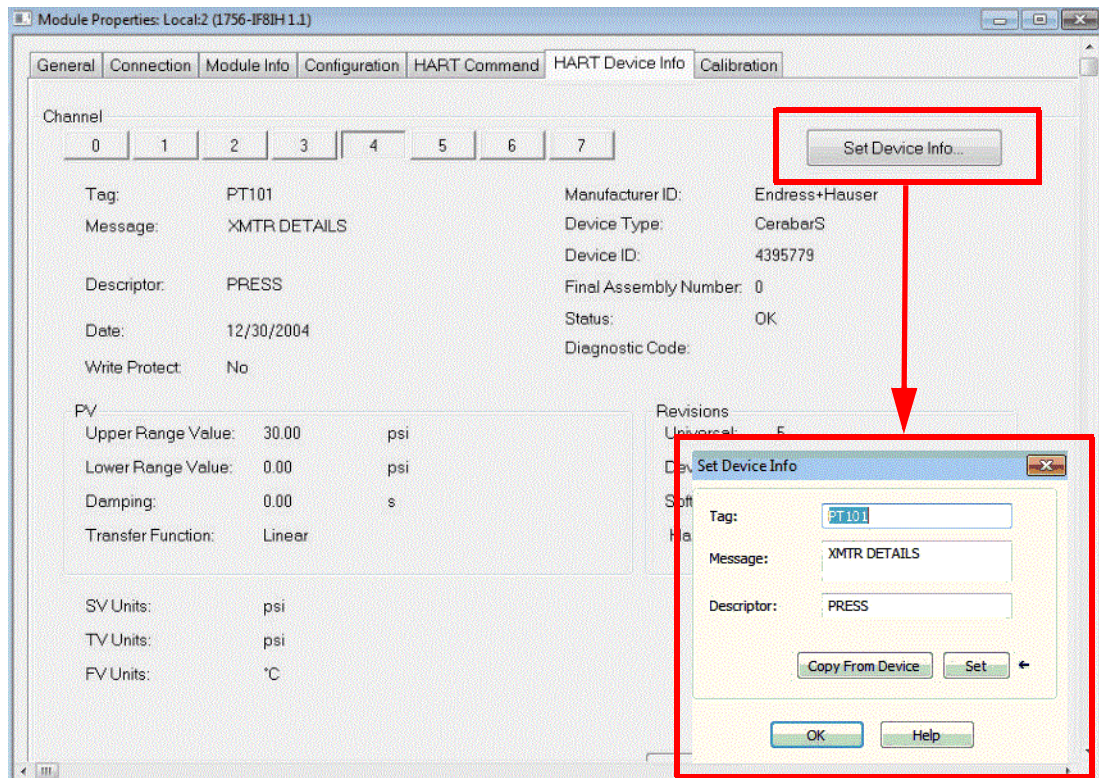 Module Properties: Local:2 (1756-IF8IH 1.1)
General Connection Module Info Configuration HART Command HART Device Info Calibration
Channel
0 1 2 3 4 5 6 7
Set Device Info...
Tag: PT101
Message: XMTR DETAILS
Descriptor: PRESS
Date: 12/30/2004
Write Protect: No
Manufacturer ID: Endress+Hauser
Device Type: CerabarS
Device ID: 4395779
Final Assembly Number: 0
Status: OK
Diagnostic Code:
PV
Upper Range Value: 30.00 psi
Lower Range Value: 0.00 psi
Damping: 0.00 s
Transfer Function: Linear
Revisions
Universal: 5
SV Units: psi
TV Units: psi
FV Units: °C
Set Device Info
Tag: PT101
Message: XMTR DETAILS
Descriptor: PRESS
Copy From Device Set
OK Help